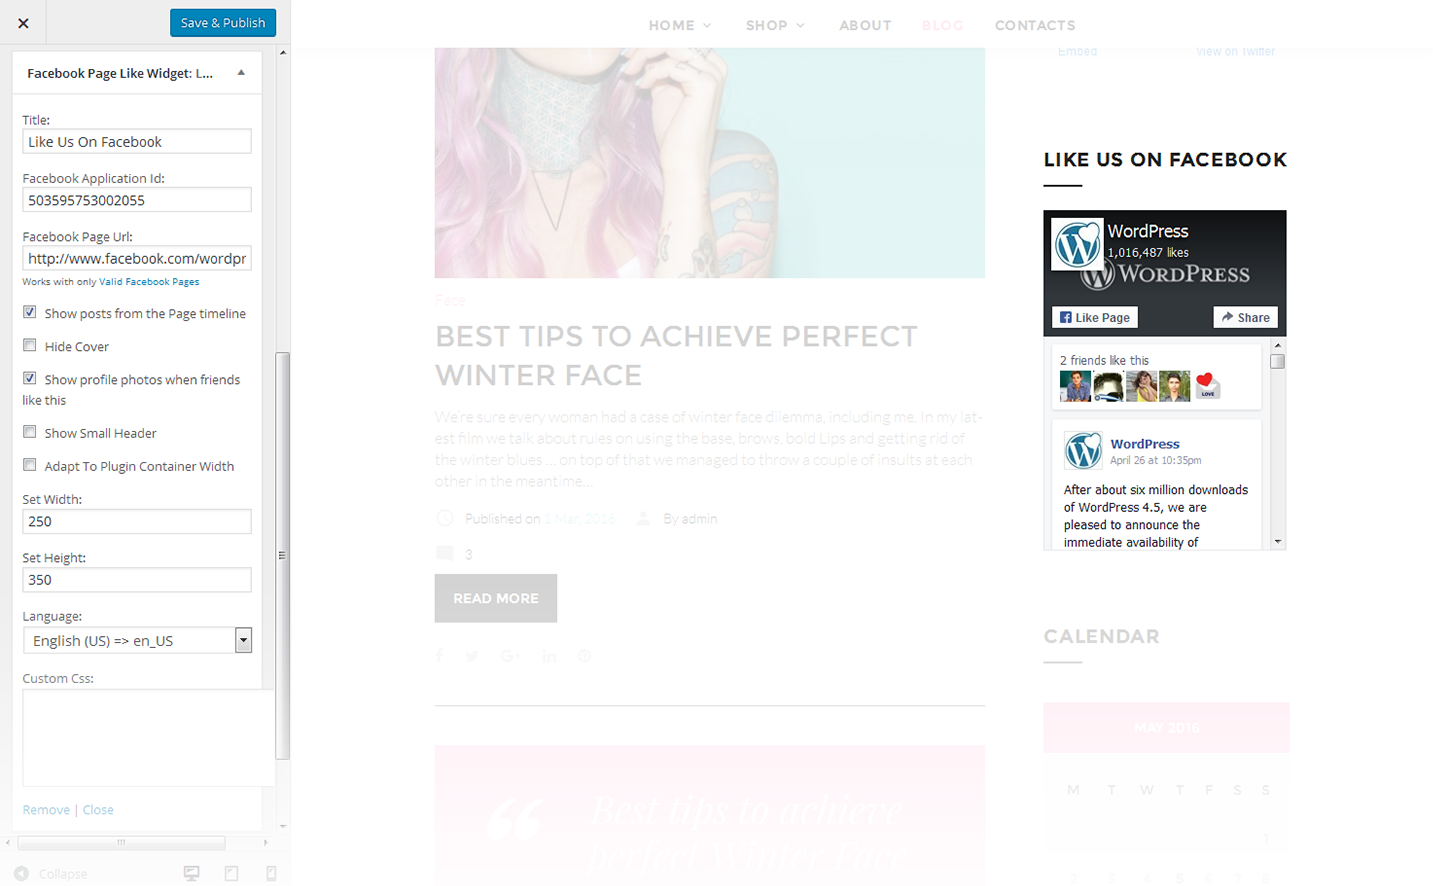 Save & Publish
Facebook Page Like Widget: L...
Title:
Like Us On Facebook
Facebook Application Id:
503595753002055
Facebook Page Url:
http://www.facebook.com/wordpr
Works with only Valid Facebook Pages
Show posts from the Page timeline
Hide Cover
Show profile photos when friends
like this
Show Small Header
Adapt To Plugin Container Width
Set Width:
250
Set Height:
350
Language:
English (US) => en_US
Custom Css:
Remove | Close
Collapse
HOME SHOP ABOUT BLOG CONTACTS
Face
BEST TIPS TO ACHIEVE PERFECT
WINTER FACE
We're sure every woman had a case of winter face dilemma, including me. In my lat-
est film we talk about rules on using the base, brows, bold Lips and getting rid of
the winter blues ... on top of that we managed to throw a couple of insults at each
other in the meantime...
Published on 1 Mar, 2016 By admin
3
READ MORE
Best tips to achieve
perfect Winter Face
Embed View on Twitter
LIKE US ON FACEBOOK
WordPress
1,016,487 likes
WORDPRESS
Like Page Share
2 friends like this
LOVE
WordPress
April 26 at 10:35pm
After about six million downloads
of WordPress 4.5, we are
pleased to announce the
immediate availability of
CALENDAR
MAY 2016
M T W T F S S
1
2 3 4 5 6 7 8